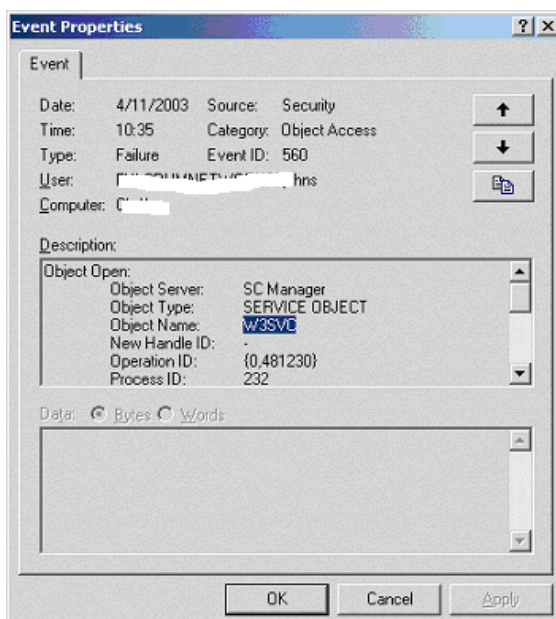 Event Properties
Event
Date: 4/11/2003 Source: Security
Time: 10:35 Category: Object Access
Type: Failure Event ID: 560
User: hns
Computer:
Description:
Object Open:
Object Server: SC Manager
Object Type: SERVICE OBJECT
Object Name: W3SVC
New Handle ID: -
Operation ID: {0,481230}
Process ID: 232
Data: Bytes Words
OK Cancel Apply